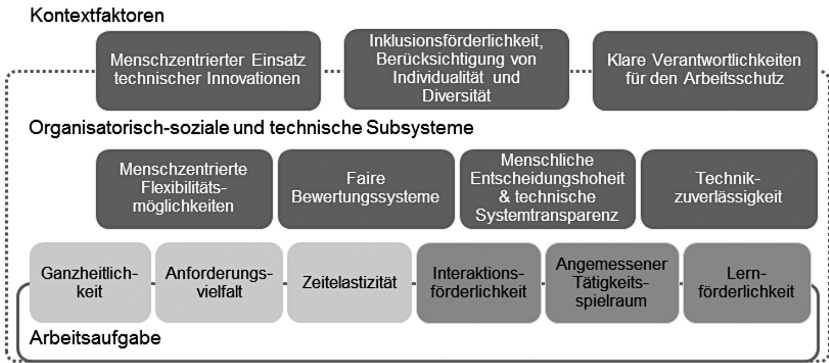 Kontextfaktoren
Menschzentrierter Einsatz
technischer Innovationen
Inklusionsförderlichkeit,
Berücksichtigung von
Individualität und
Diversität
Klare Verantwortlichkeiten
für den Arbeitsschutz
Organisatorisch-soziale und technische Subsysteme
Menschzentrierte
Flexibilitäts-
möglichkeiten
Faire
Bewertungssysteme
Menschliche
Entscheidungshoheit
& technische
Systemtransparenz
Technik-
zuverlässigkeit
Ganzheitlich-
keit
Anforderungs-
vielfalt
Zeitelastizität
Interaktions-
förderlichkeit
Angemessener
Tätigkeits-
spielraum
Lern-
förderlichkeit
Arbeitsaufgabe